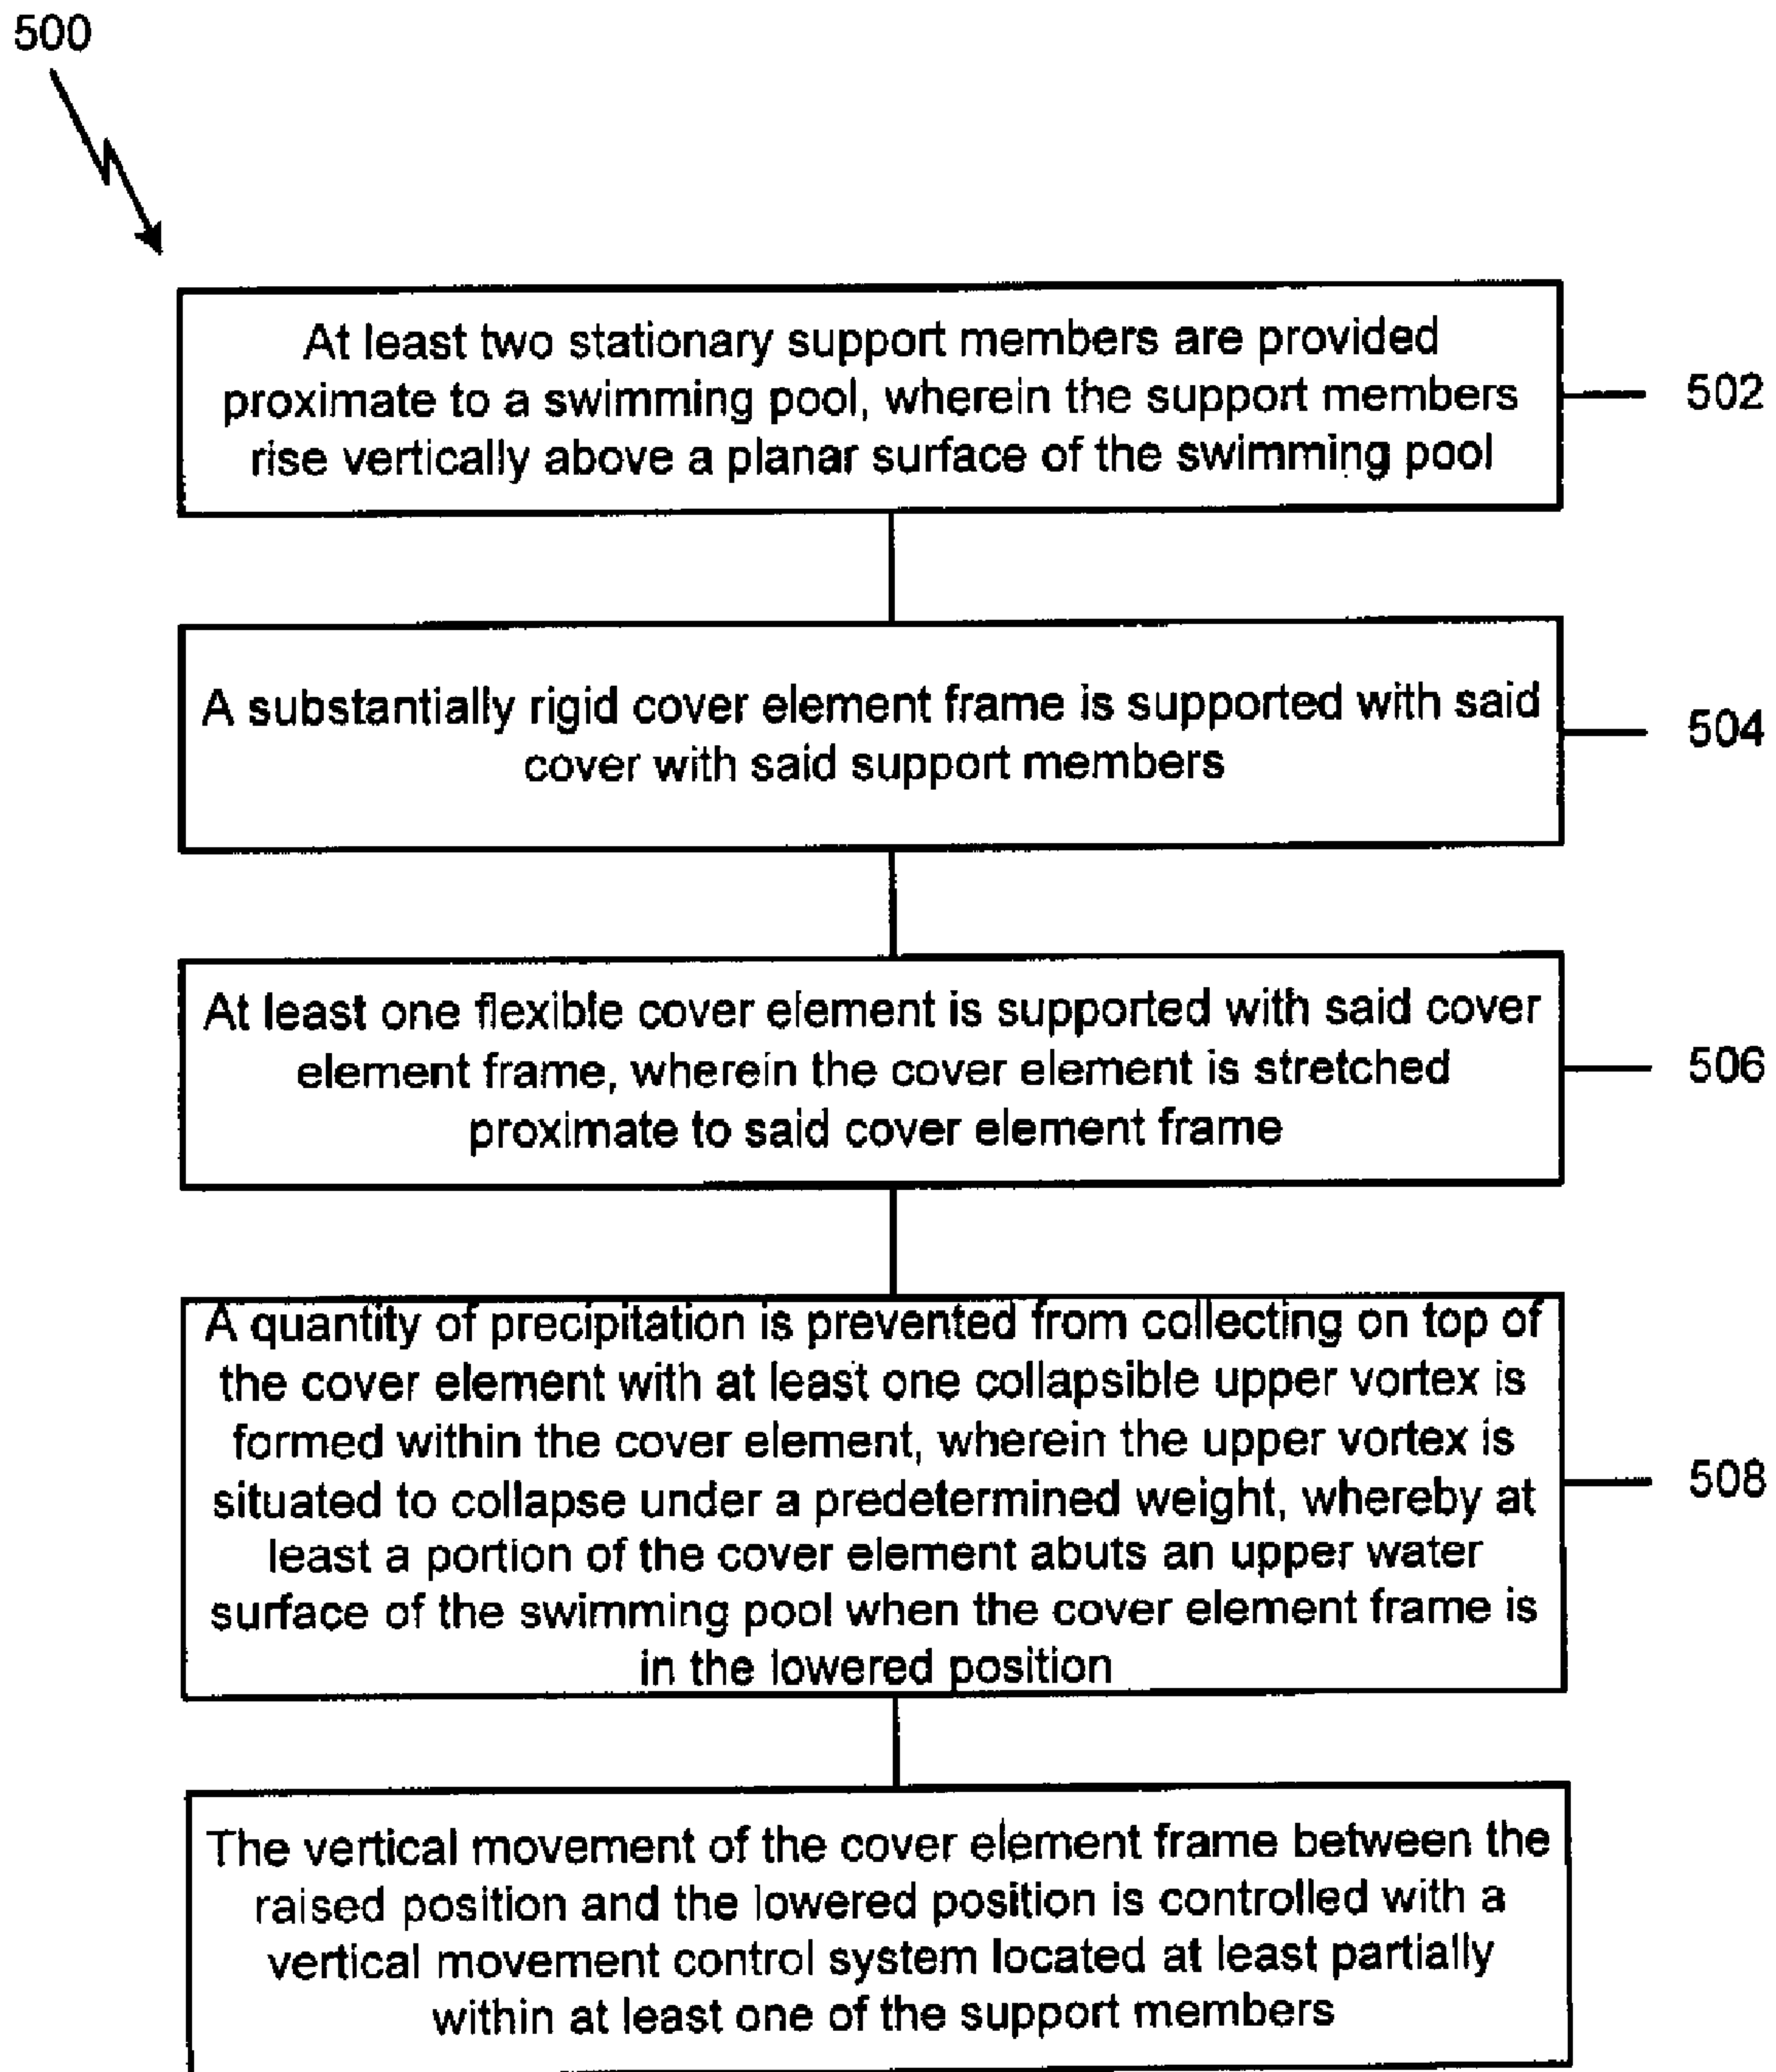 500
At least two stationary support members are provided
proximate to a swimming pool, wherein the support members
rise vertically above a planar surface of the swimming pool
502
A substantially rigid cover element frame is supported with said
cover with said support members
504
At least one flexible cover element is supported with said cover
element frame, wherein the cover element is stretched
proximate to said cover element frame
506
A quantity of precipitation is prevented from collecting on top of
the cover element with at least one collapsible upper vortex is
formed within the cover element, wherein the upper vortex is
situated to collapse under a predetermined weight, whereby at
least a portion of the cover element abuts an upper water
surface of the swimming pool when the cover element frame is
in the lowered position
508
The vertical movement of the cover element frame between the
raised position and the lowered position is controlled with a
vertical movement control system located at least partially
within at least one of the support members